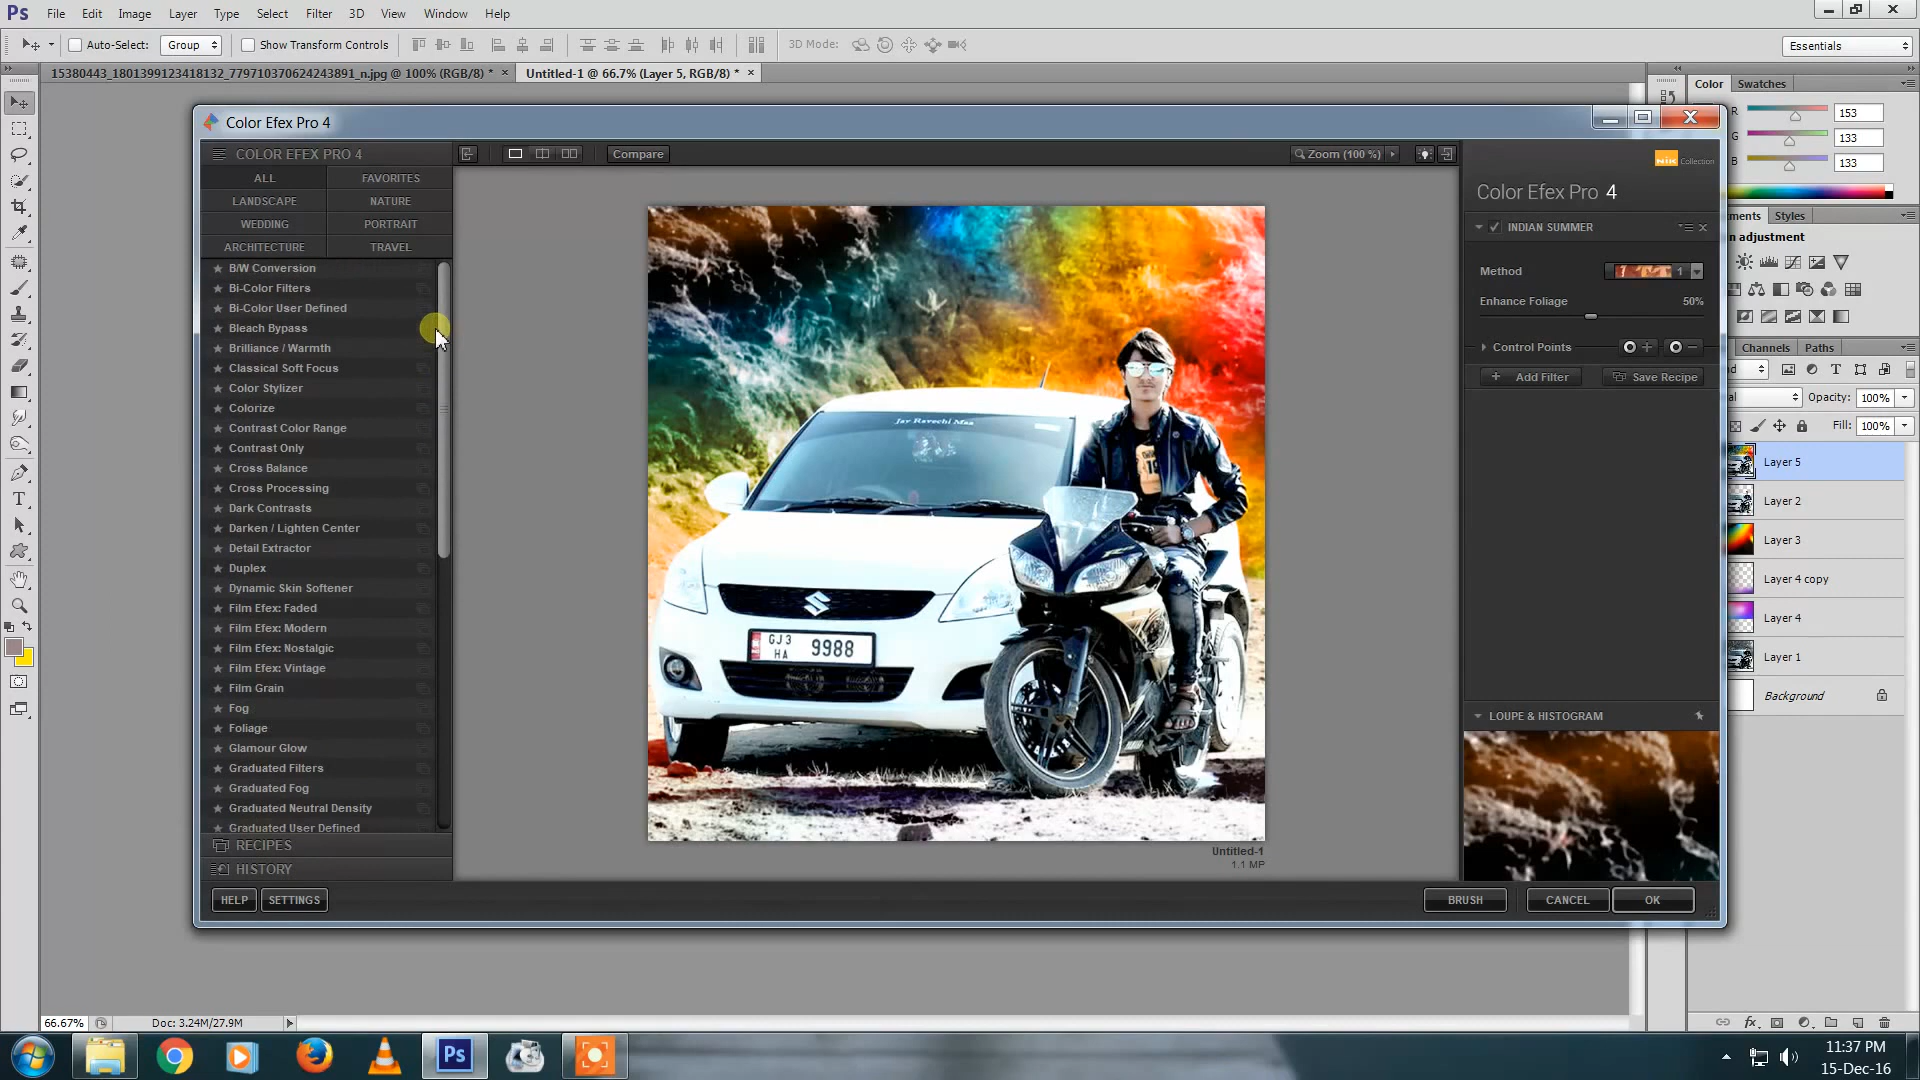 Ps File Edit Image Layer Type Select Filter 3D View Window Help
Auto-Select: Group Show Transform Controls 3D Mode: Essentials
15380443_1801399123418132_779710370624243891_n.jpg @ 100% (RGB/8) * × Untitled-1 @ 66.7% (Layer 5, RGB/8) * ×
Color Swatches
R 153
G 133
B 133
Styles
n adjustment
Channels Paths
Opacity: 100%
Fill: 100%
Layer 5
Layer 2
Layer 3
Layer 4 copy
Layer 4
Layer 1
Background
Color Efex Pro 4
COLOR EFEX PRO 4
Compare
Zoom (100 %)
ALL FAVORITES
LANDSCAPE NATURE
WEDDING PORTRAIT
ARCHITECTURE TRAVEL
B/W Conversion
Bi-Color Filters
Bi-Color User Defined
Bleach Bypass
Brilliance / Warmth
Classical Soft Focus
Color Stylizer
Colorize
Contrast Color Range
Contrast Only
Cross Balance
Cross Processing
Dark Contrasts
Darken / Lighten Center
Detail Extractor
Duplex
Dynamic Skin Softener
Film Efex: Faded
Film Efex: Modern
Film Efex: Nostalgic
Film Efex: Vintage
Film Grain
Fog
Foliage
Glamour Glow
Graduated Filters
Graduated Fog
Graduated Neutral Density
Graduated User Defined
RECIPES
HISTORY
HELP SETTINGS
Jay Ravechi Maa
19
GJ 3
HA 9988
Untitled-1
1.1 MP
Nik Collection
Color Efex Pro 4
INDIAN SUMMER
Method 1
Enhance Foliage 50%
Control Points
Add Filter Save Recipe
LOUPE & HISTOGRAM
BRUSH CANCEL OK
66.67% Doc: 3.24M/27.9M
Ps
11:37 PM
15-Dec-16